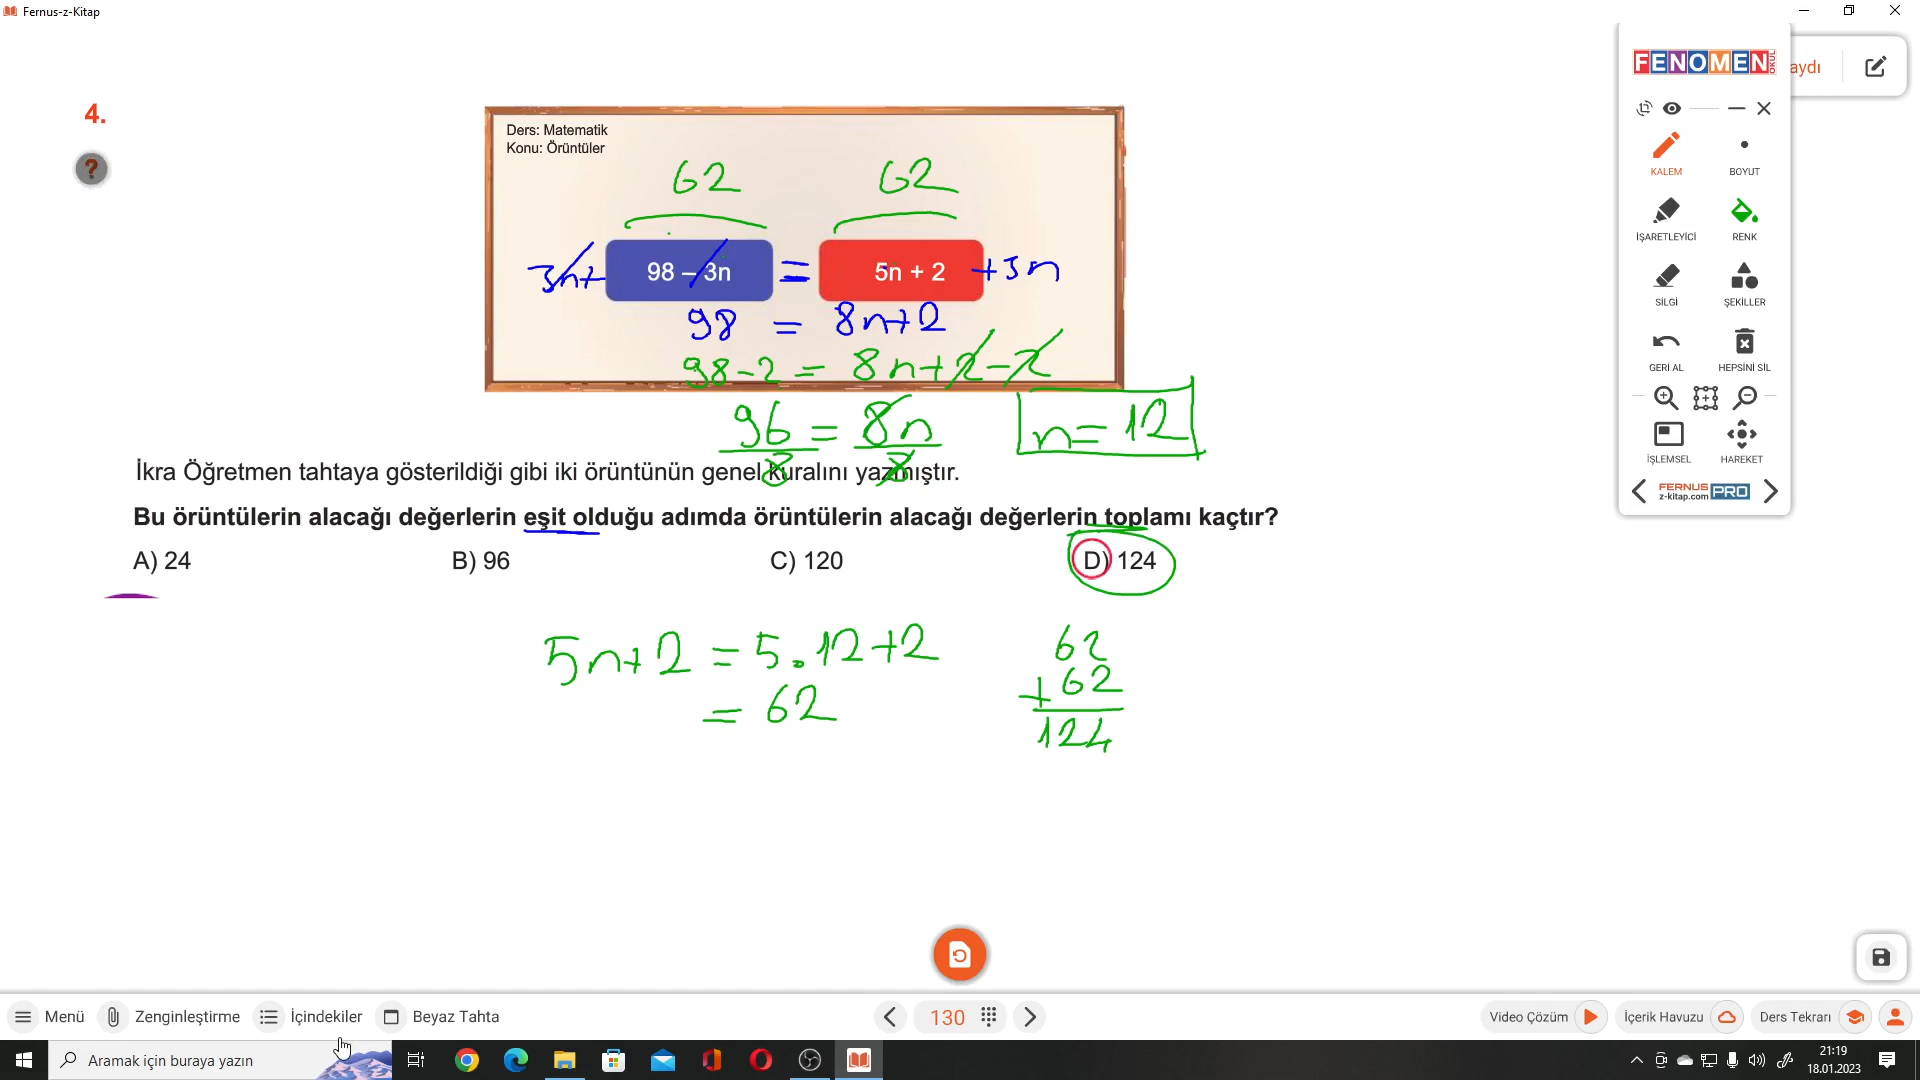 Fernus-z-Kitap
FENOMEN OKUL
aydı
4.
?
Ders: Matematik
Konu: Örüntüler
62 62
3n+ 98 – 3n = 5n + 2 +3n
98 = 8n+2
98-2 = 8n+2-2
96 = 8n n=12
8 8
İkra Öğretmen tahtaya gösterildiği gibi iki örüntünün genel kuralını yazmıştır.
Bu örüntülerin alacağı değerlerin eşit olduğu adımda örüntülerin alacağı değerlerin toplamı kaçtır?
A) 24 B) 96 C) 120 D) 124
5n+2 = 5.12+2
= 62
62
+62
124
KALEM BOYUT
İŞARETLEYİCİ RENK
SİLGİ ŞEKİLLER
GERİ AL HEPSİNİ SİL
İŞLEMSEL HAREKET
FERNUS z-kitap.com PRO
Menü Zenginleştirme İçindekiler Beyaz Tahta 130 Video Çözüm İçerik Havuzu Ders Tekrarı
Aramak için buraya yazın
21:19
18.01.2023